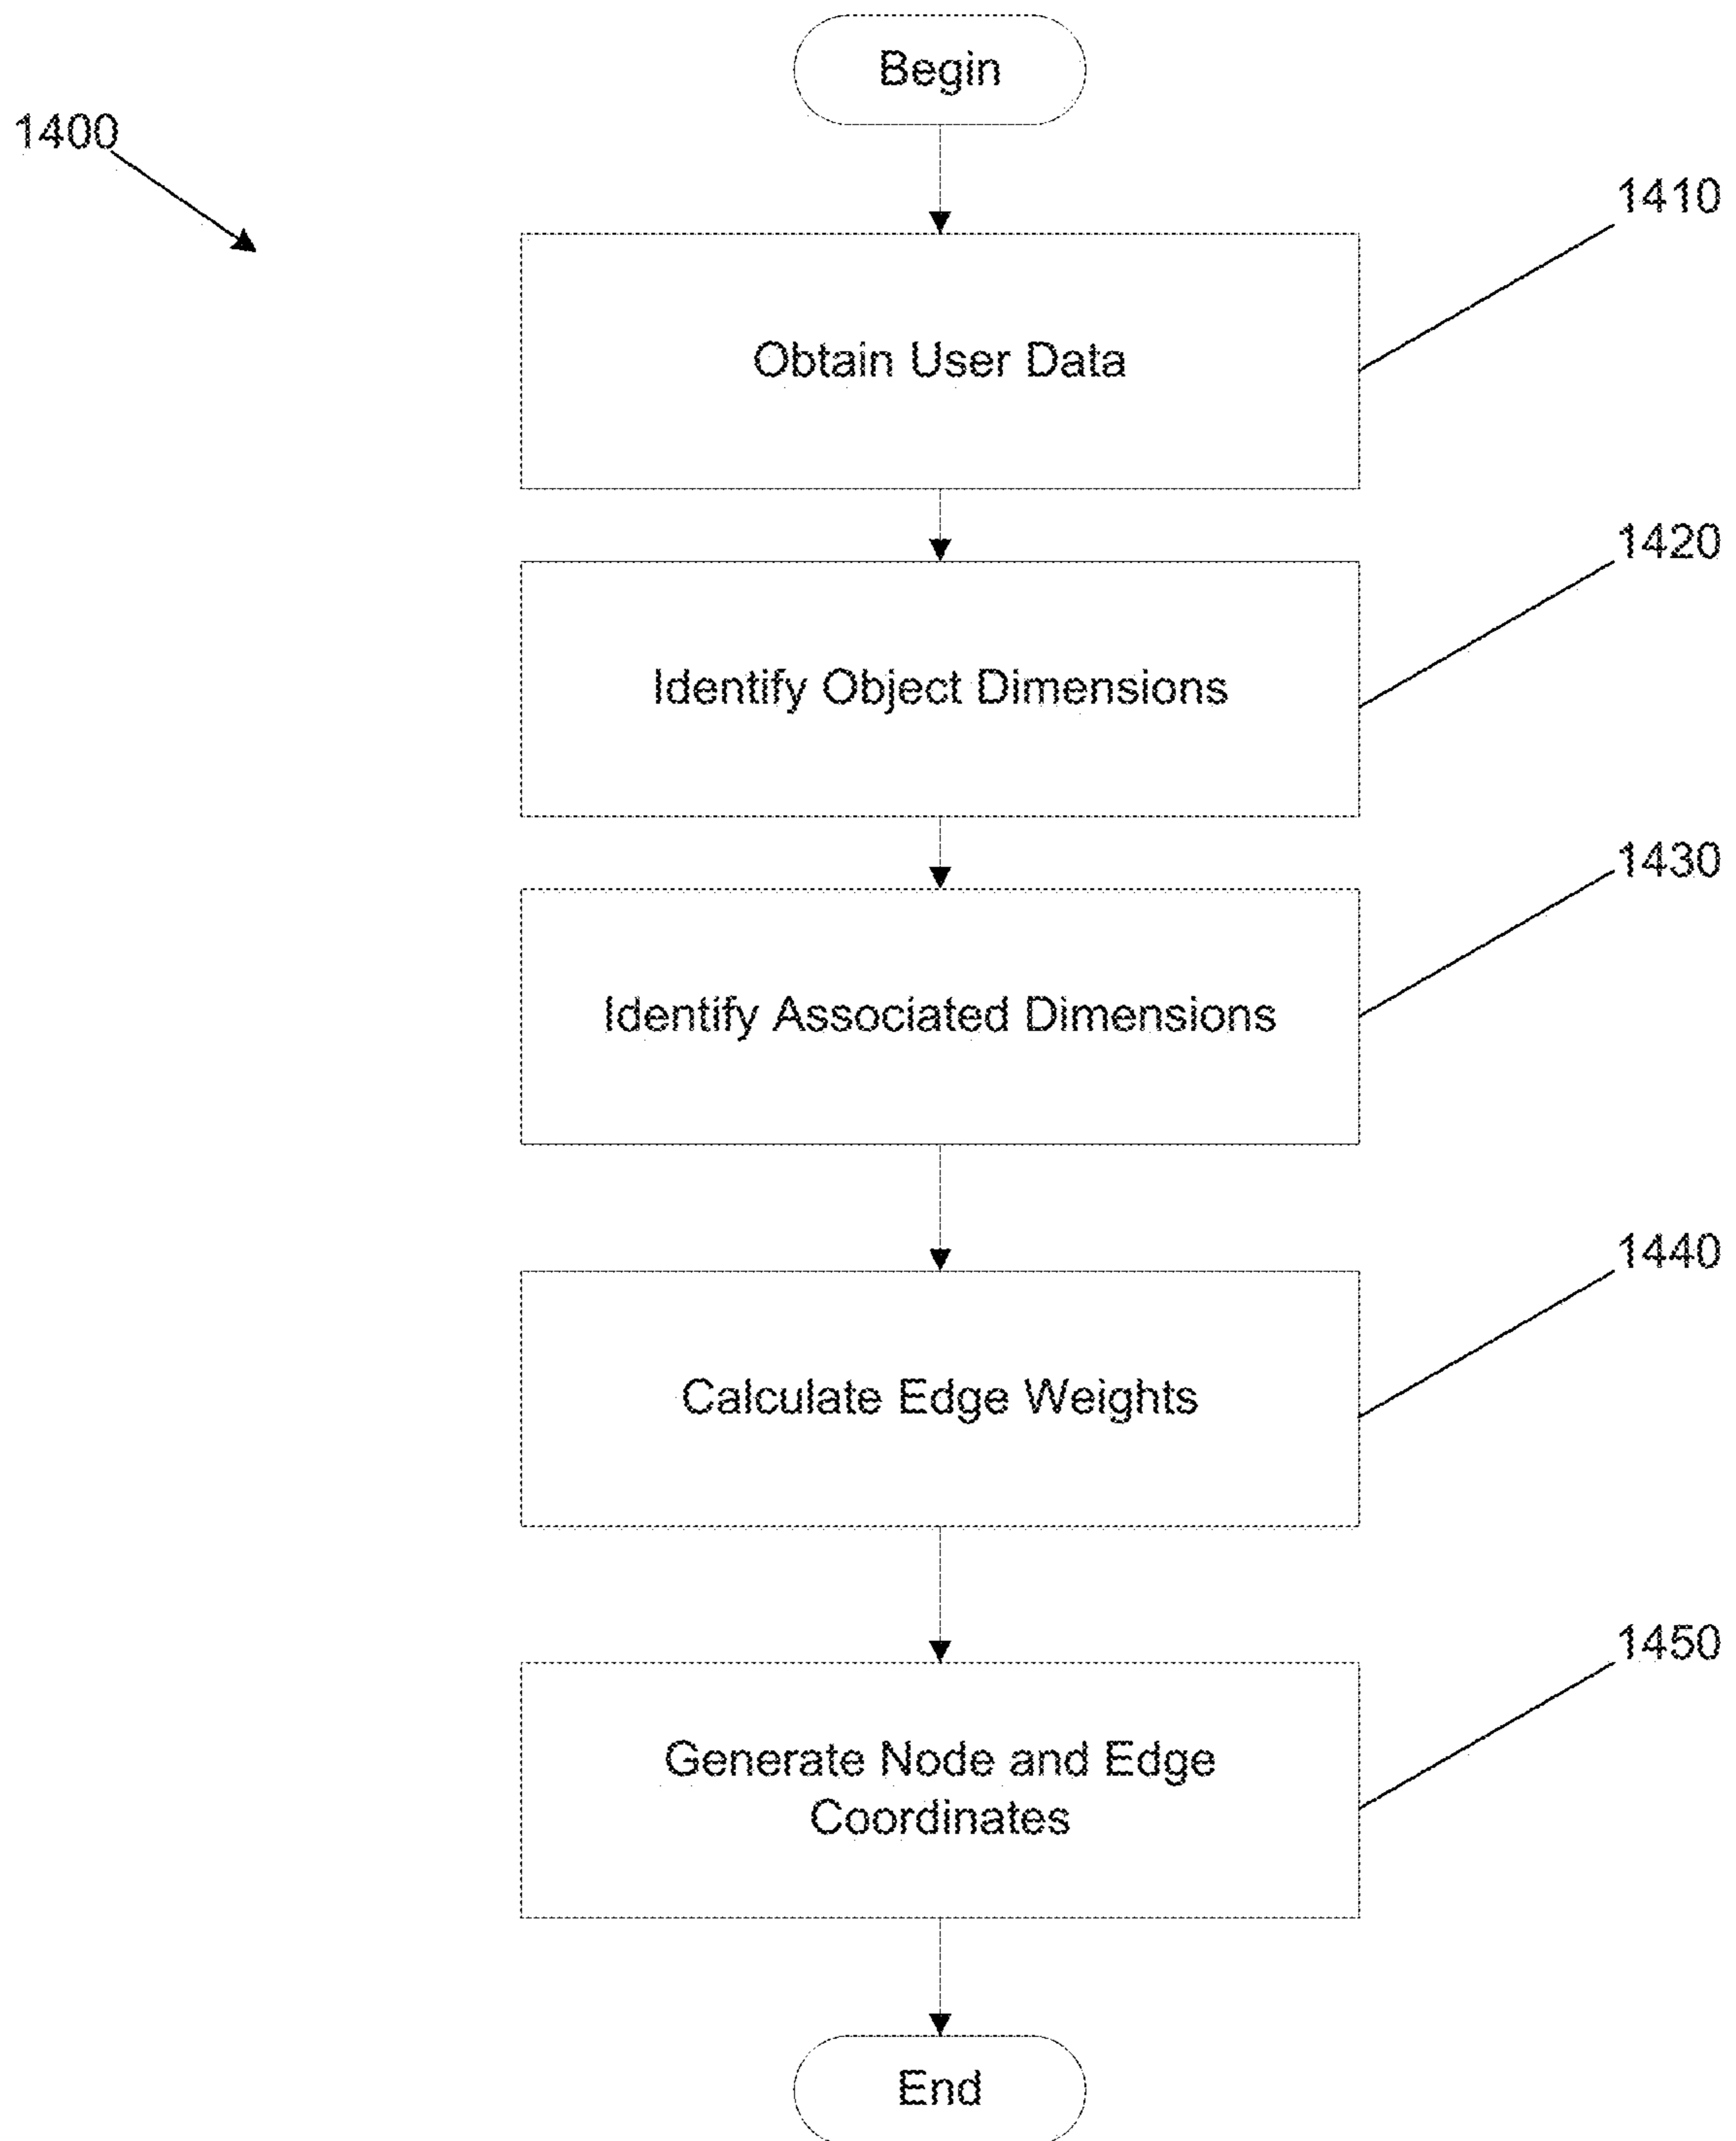 Begin
1400
1410
Obtain User Data
1420
Identify Object Dimensions
1430
Identify Associated Dimensions
1440
Calculate Edge Weights
1450
Generate Node and Edge
Coordinates
End